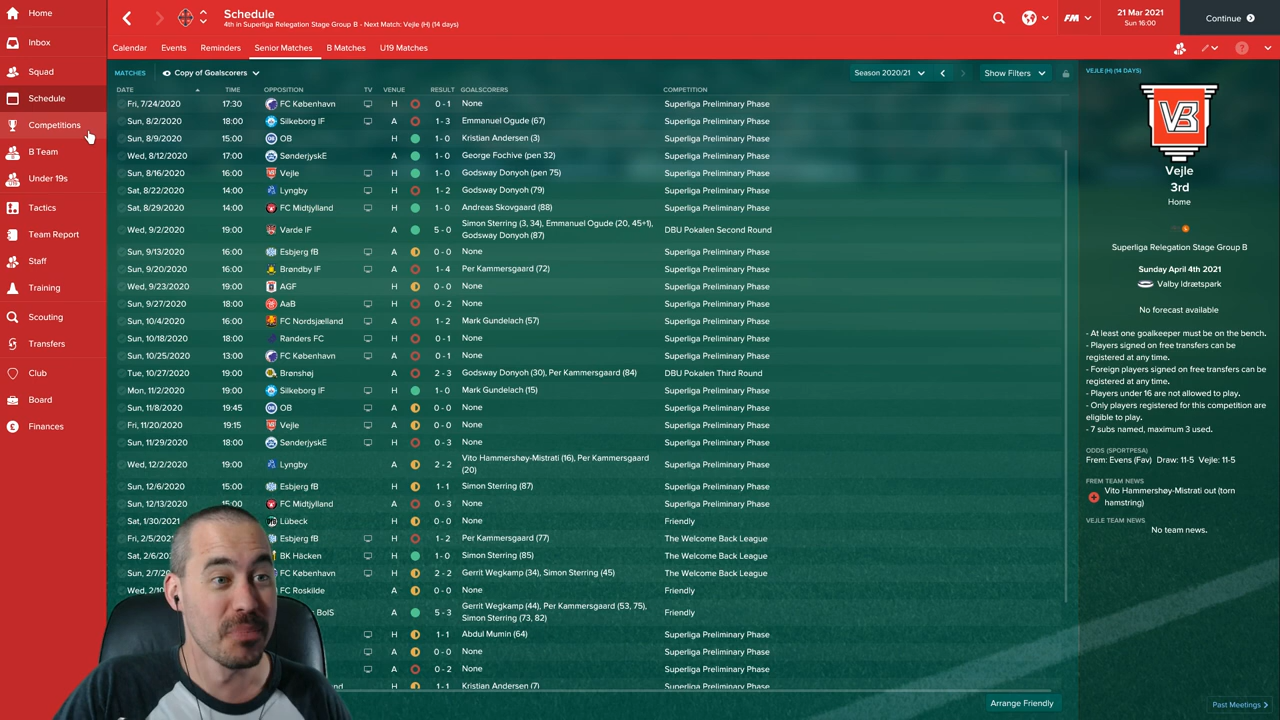 Home
Schedule
4th in Superliga Relegation Stage Group B - Next Match: Vejle (H) (14 days)
FM
21 Mar 2021
Sun 16:00
Continue
Inbox
Squad
Schedule
Competitions
B Team
Under 19s
Tactics
Team Report
Staff
Training
Scouting
Transfers
Club
Board
Finances
Calendar Events Reminders Senior Matches B Matches U19 Matches
MATCHES Copy of Goalscorers Season 2020/21 Show Filters
DATE TIME OPPOSITION TV VENUE RESULT GOALSCORERS COMPETITION
Fri, 7/24/2020 17:30 FC København H 0 - 1 None Superliga Preliminary Phase
Sun, 8/2/2020 18:00 Silkeborg IF A 1 - 3 Emmanuel Ogude (67) Superliga Preliminary Phase
Sun, 8/9/2020 15:00 OB H 1 - 0 Kristian Andersen (3) Superliga Preliminary Phase
Wed, 8/12/2020 17:00 SønderjyskE A 1 - 0 George Fochive (pen 32) Superliga Preliminary Phase
Sun, 8/16/2020 16:00 Vejle H 1 - 0 Godsway Donyoh (pen 75) Superliga Preliminary Phase
Sat, 8/22/2020 14:00 Lyngby H 1 - 2 Godsway Donyoh (79) Superliga Preliminary Phase
Sat, 8/29/2020 14:00 FC Midtjylland H 1 - 0 Andreas Skovgaard (88) Superliga Preliminary Phase
Wed, 9/2/2020 19:00 Varde IF A 5 - 0 Simon Sterring (3, 34), Emmanuel Ogude (20, 45+1), Godsway Donyoh (87) DBU Pokalen Second Round
Sun, 9/13/2020 16:00 Esbjerg fB A 0 - 0 None Superliga Preliminary Phase
Sun, 9/20/2020 16:00 Brøndby IF A 1 - 4 Per Kammersgaard (72) Superliga Preliminary Phase
Wed, 9/23/2020 19:00 AGF H 0 - 0 None Superliga Preliminary Phase
Sun, 9/27/2020 18:00 AaB H 0 - 2 None Superliga Preliminary Phase
Sun, 10/4/2020 16:00 FC Nordsjælland A 1 - 2 Mark Gundelach (57) Superliga Preliminary Phase
Sun, 10/18/2020 18:00 Randers FC H 0 - 1 None Superliga Preliminary Phase
Sun, 10/25/2020 13:00 FC København A 0 - 1 None Superliga Preliminary Phase
Tue, 10/27/2020 19:00 Brønshøj A 2 - 3 Godsway Donyoh (30), Per Kammersgaard (84) DBU Pokalen Third Round
Mon, 11/2/2020 19:00 Silkeborg IF H 1 - 0 Mark Gundelach (15) Superliga Preliminary Phase
Sun, 11/8/2020 19:45 OB A 0 - 0 None Superliga Preliminary Phase
Fri, 11/20/2020 19:15 Vejle A 0 - 0 None Superliga Preliminary Phase
Sun, 11/29/2020 18:00 SønderjyskE H 0 - 3 None Superliga Preliminary Phase
Wed, 12/2/2020 19:00 Lyngby A 2 - 2 Vito Hammershøy-Mistrati (16), Per Kammersgaard (20) Superliga Preliminary Phase
Sun, 12/6/2020 15:00 Esbjerg fB H 1 - 1 Simon Sterring (87) Superliga Preliminary Phase
Sun, 12/13/2020 15:00 FC Midtjylland A 0 - 3 None Superliga Preliminary Phase
Sat, 1/30/2021 Lübeck H 0 - 0 None Friendly
Fri, 2/5/2021 Esbjerg fB H 1 - 2 Per Kammersgaard (77) The Welcome Back League
Sat, 2/6/20 BK Häcken H 1 - 0 Simon Sterring (85) The Welcome Back League
Sun, 2/7/20 FC København H 2 - 2 Gerrit Wegkamp (34), Simon Sterring (45) The Welcome Back League
Wed, 2/10 FC Roskilde A 0 - 0 None Friendly
BoIS A 5 - 3 Gerrit Wegkamp (44), Per Kammersgaard (53, 75), Simon Sterring (73, 82) Friendly
H 1 - 1 Abdul Mumin (64) Superliga Preliminary Phase
A 0 - 0 None Superliga Preliminary Phase
A 0 - 2 None Superliga Preliminary Phase
nd H 1 - 1 Kristian Andersen (7) Superliga Preliminary Phase
Arrange Friendly
VEJLE (H) (14 DAYS)
VB
Vejle
3rd
Home
Superliga Relegation Stage Group B
Sunday April 4th 2021
Valby Idrætspark
No forecast available
- At least one goalkeeper must be on the bench.
- Players signed on free transfers can be
registered at any time.
- Foreign players signed on free transfers can be
registered at any time.
- Players under 16 are not allowed to play.
- Only players registered for this competition are
eligible to play.
- 7 subs named, maximum 3 used.
ODDS (SPORTPESA)
Frem: Evens (Fav) Draw: 11-5 Vejle: 11-5
FREM TEAM NEWS
Vito Hammershøy-Mistrati out (torn
hamstring)
VEJLE TEAM NEWS
No team news.
Past Meetings